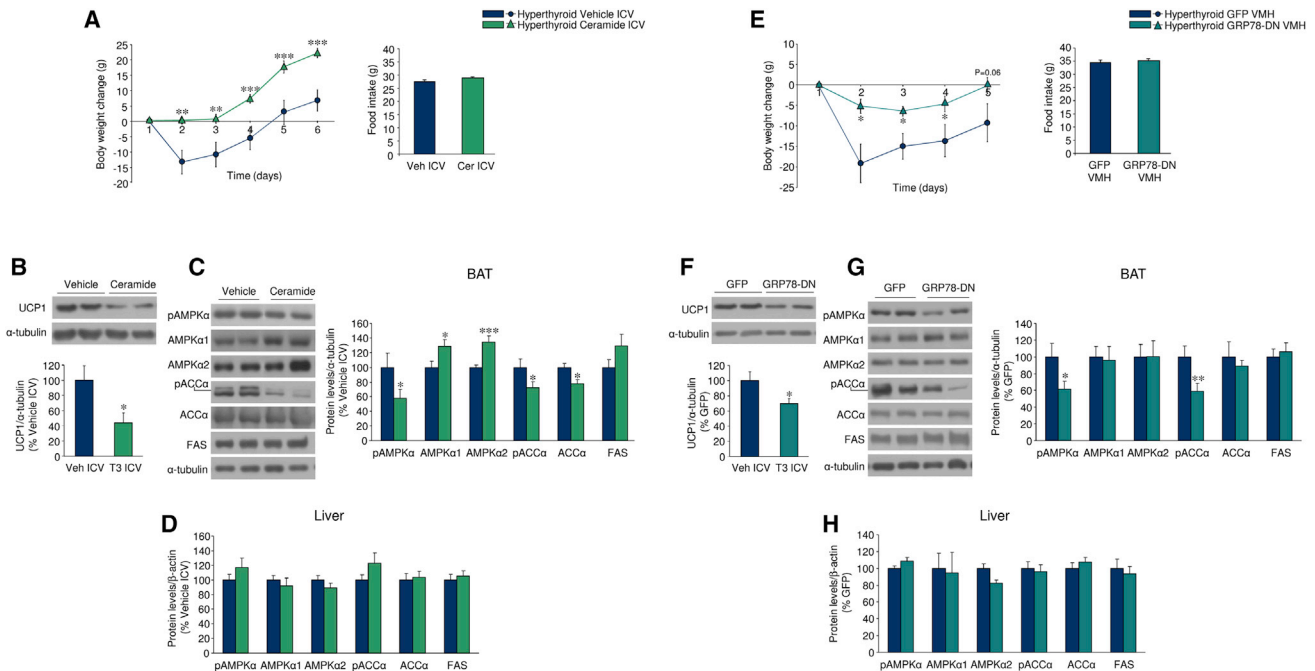 A
Hyperthyroid Vehicle ICV
Hyperthyroid Ceramide ICV
Body weight change (g)
25
20
15
10
5
0
-5
-10
-15
-20
** ** *** *** ***
1 2 3 4 5 6
Time (days)
Food intake (g)
40
35
30
25
20
15
10
5
0
Veh ICV Cer ICV
E
Hyperthyroid GFP VMH
Hyperthyroid GRP78-DN VMH
Body weight change (g)
10
5
0
-5
-10
-15
-20
-25
P=0.06
1 2 3 4 5
* * *
Time (days)
Food intake (g)
40
35
30
25
20
15
10
5
0
GFP VMH
GRP78-DN VMH
B
Vehicle Ceramide
UCP1
α-tubulin
UCP1/α-tubulin
(% Vehicle ICV)
120
100
80
60
40
20
0
*
Veh ICV T3 ICV
C
Vehicle Ceramide
pAMPKα
AMPKα1
AMPKα2
pACCα
ACCα
FAS
α-tubulin
BAT
Protein levels/α-tubulin
(% Vehicle ICV)
160
140
120
100
80
60
40
20
0
* * *** * *
pAMPKα AMPKα1 AMPKα2 pACCα ACCα FAS
F
GFP GRP78-DN
UCP1
α-tubulin
UCP1/α-tubulin
(% GFP)
120
100
80
60
40
20
0
*
Veh ICV T3 ICV
G
GFP GRP78-DN
pAMPKα
AMPKα1
AMPKα2
pACCα
ACCα
FAS
α-tubulin
BAT
Protein levels/α-tubulin
(% GFP)
140
120
100
80
60
40
20
0
* **
pAMPKα AMPKα1 AMPKα2 pACCα ACCα FAS
D
Liver
Protein levels/β-actin
(% Vehicle ICV)
160
140
120
100
80
60
40
20
0
pAMPKα AMPKα1 AMPKα2 pACCα ACCα FAS
H
Liver
Protein levels/β-actin
(% GFP)
140
120
100
80
60
40
20
0
pAMPKα AMPKα1 AMPKα2 pACCα ACCα FAS